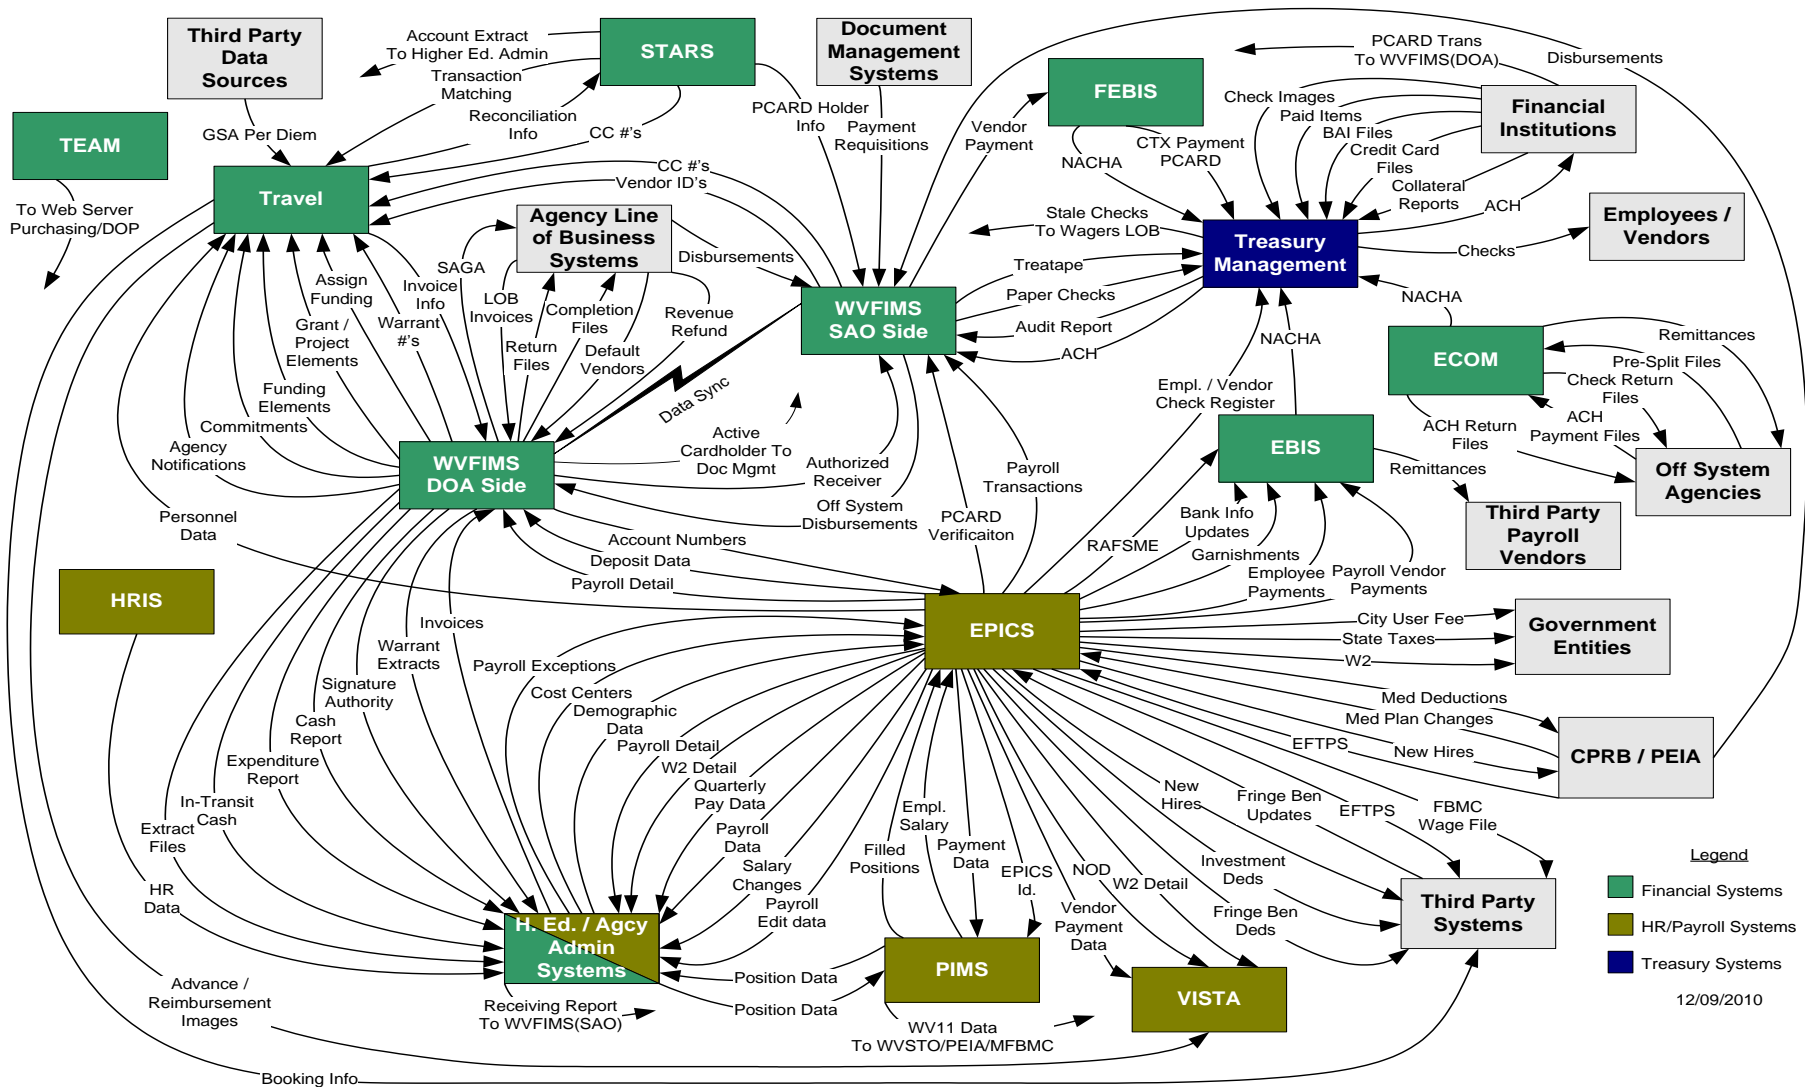 Third Party
Data
Sources
Account Extract
To Higher Ed. Admin
STARS
Document
Management
Systems
PCARD Trans
To WVFIMS(DOA)
Disbursements
Transaction
Matching
FEBIS
Check Images
Paid Items
BAI Files
Credit Card
Files
Collateral
Reports
Financial
Institutions
TEAM
GSA Per Diem
Reconciliation
Info
CC #'s
PCARD Holder
Info
Payment
Requisitions
Vendor
Payment
NACHA
CTX Payment
PCARD
Travel
CC #'s
Vendor ID's
ACH
To Web Server
Purchasing/DOP
Agency Line
of Business
Systems
Stale Checks
To Wagers LOB
Treasury
Management
Employees /
Vendors
Checks
Assign
Funding
Invoice
Info
SAGA
Disbursements
Treatape
LOB
Invoices
Completion
Files
Revenue
Refund
WVFIMS
SAO Side
Paper Checks
NACHA
Grant /
Project
Elements
Warrant
#'s
Return
Files
Default
Vendors
Audit Report
ACH
NACHA
ECOM
Remittances
Pre-Split Files
Check Return
Files
Data Sync
Empl. / Vendor
Check Register
Funding
Elements
Commitments
ACH Return
Files
ACH
Payment Files
Agency
Notifications
WVFIMS
DOA Side
Active
Cardholder To
Doc Mgmt
Authorized
Receiver
Payroll
Transactions
EBIS
Remittances
Off System
Agencies
Personnel
Data
Off System
Disbursements
PCARD
Verificaiton
Bank Info
Updates
Third Party
Payroll
Vendors
Account Numbers
Deposit Data
Payroll Detail
RAFSME
Garnishments
Employee
Payments
Payroll Vendor
Payments
HRIS
Invoices
EPICS
City User Fee
State Taxes
W2
Government
Entities
Warrant
Extracts
Payroll Exceptions
Signature
Authority
Cost Centers
Demographic
Data
Med Deductions
Med Plan Changes
EFTPS
New Hires
CPRB / PEIA
Cash
Report
Expenditure
Report
Payroll Detail
W2 Detail
Quarterly
Pay Data
In-Transit
Cash
Extract
Files
Payroll
Data
Filled
Positions
Empl.
Salary
Payment
Data
New
Hires
Fringe Ben
Updates
EFTPS
FBMC
Wage File
HR
Data
Salary
Changes
Payroll
Edit data
EPICS
Id.
NOD
W2 Detail
Investment
Deds
Vendor
Payment
Data
Fringe Ben
Deds
Third Party
Systems
Legend
Financial Systems
HR/Payroll Systems
Treasury Systems
12/09/2010
H. Ed. / Agcy
Admin
Systems
Position Data
Position Data
PIMS
VISTA
Advance /
Reimbursement
Images
Receiving Report
To WVFIMS(SAO)
WV11 Data
To WVSTO/PEIA/MFBMC
Booking Info